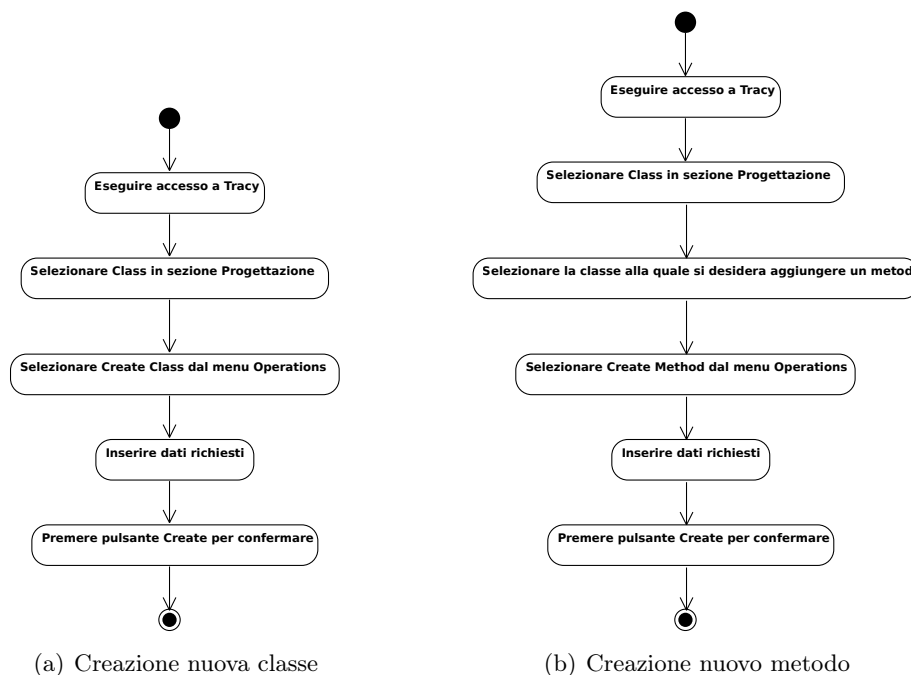 Eseguire accesso a Tracy
Selezionare Class in sezione Progettazione
Selezionare Create Class dal menu Operations
Inserire dati richiesti
Premere pulsante Create per confermare
(a) Creazione nuova classe
Eseguire accesso a Tracy
Selezionare Class in sezione Progettazione
Selezionare la classe alla quale si desidera aggiungere un metod
Selezionare Create Method dal menu Operations
Inserire dati richiesti
Premere pulsante Create per confermare
(b) Creazione nuovo metodo